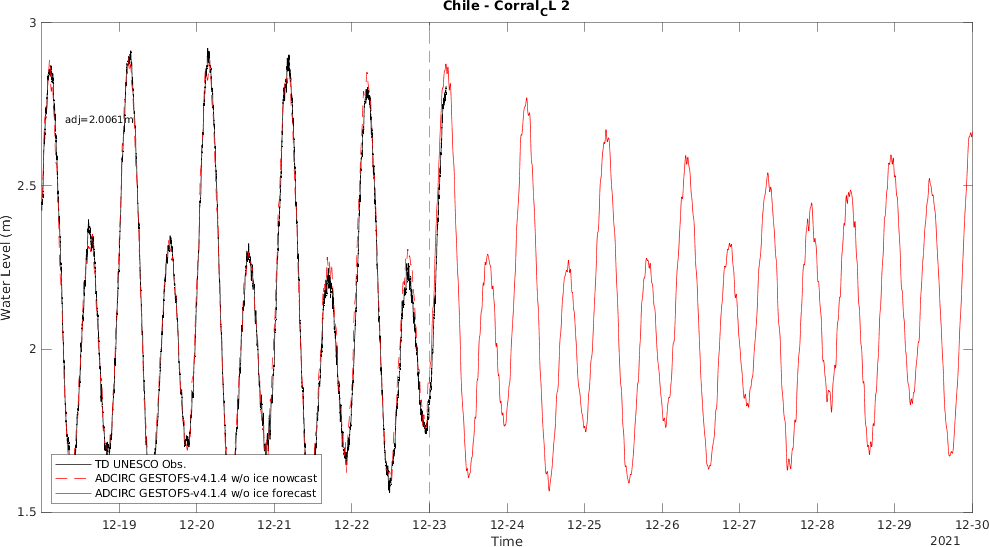 Chile - Corral_CL 2
3
adj=2.0061m
2.5
Water Level (m)
2
TD UNESCO Obs.
ADCIRC GESTOFS-v4.1.4 w/o ice nowcast
ADCIRC GESTOFS-v4.1.4 w/o ice forecast
1.5
12-19 12-20 12-21 12-22 12-23 12-24 12-25 12-26 12-27 12-28 12-29 12-30
Time
2021